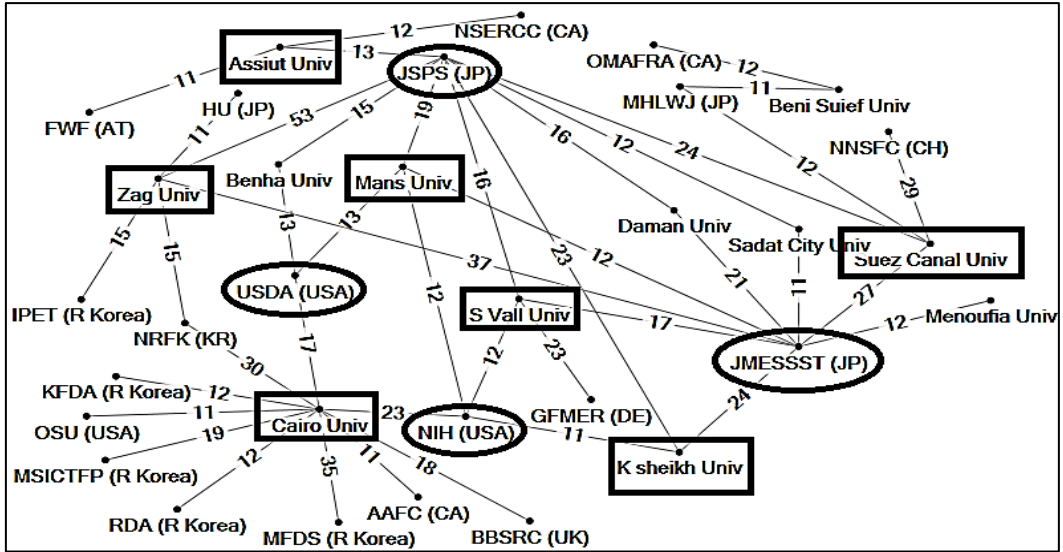 12
NSERCC (CA)
Assiut Univ
13
JSPS (JP)
OMAFRA (CA)
12
11
11
MHLWJ (JP)
Beni Suief Univ
HU (JP)
FWF (AT)
53
15
19
11
16
12
24
12
NNSFC (CH)
Zag Univ
Benha Univ
Mans Univ
16
29
13
13
Daman Univ
Sadat City Univ
Suez Canal Univ
15
15
37
12
23
21
11
27
USDA (USA)
12
IPET (R Korea)
S Vall Univ
17
12
Menoufia Univ
NRFK (KR)
17
12
23
JMESSST (JP)
30
KFDA (R Korea)
12
GFMER (DE)
24
OSU (USA)
11
Cairo Univ
23
NIH (USA)
11
MSICTFP (R Korea)
19
K sheikh Univ
12
35
11
18
RDA (R Korea)
MFDS (R Korea)
AAFC (CA)
BBSRC (UK)